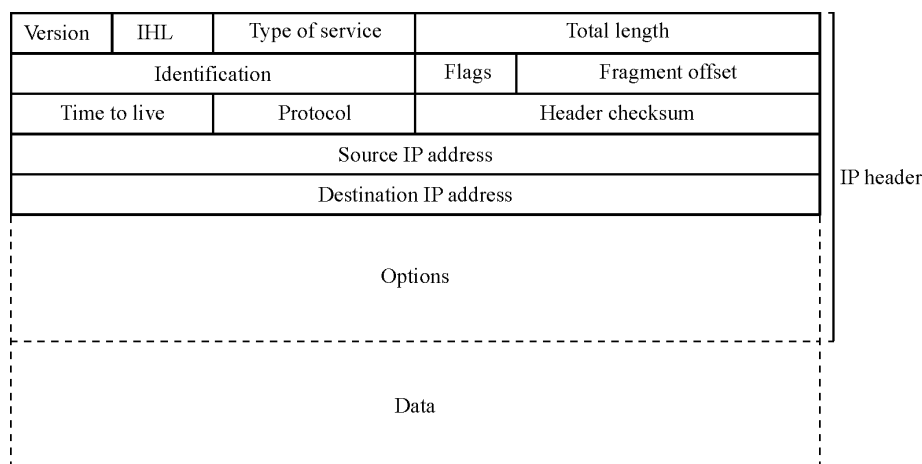 Version IHL Type of service Total length
Identification Flags Fragment offset
Time to live Protocol Header checksum
Source IP address
Destination IP address
IP header
Options
Data